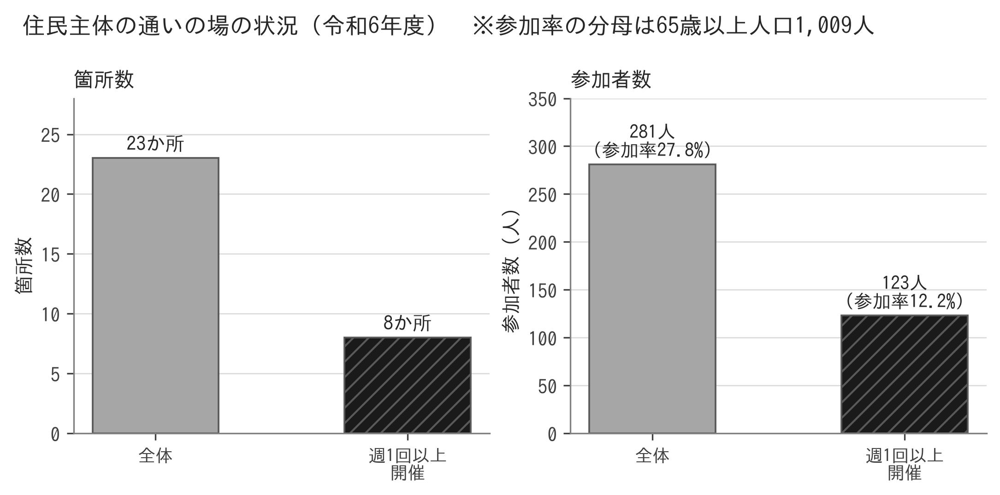 住民主体の通いの場の状況（令和6年度）　※参加率の分母は65歳以上人口1,009人
箇所数
箇所数
25
20
15
10
5
0
23か所
8か所
全体
週1回以上
開催
参加者数
参加者数（人）
350
300
250
200
150
100
50
0
281人
(参加率27.8%)
123人
(参加率12.2%)
全体
週1回以上
開催